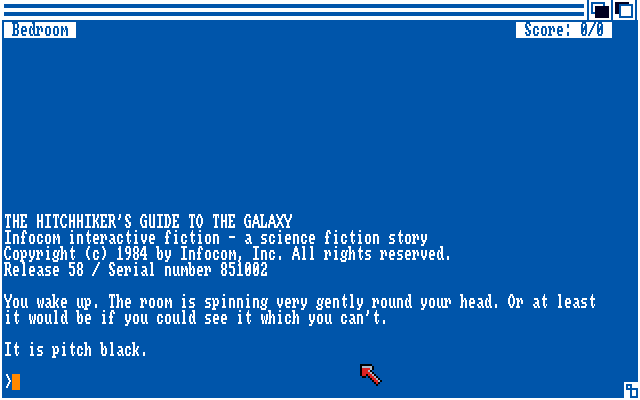 Bedroom Score: 0/0
THE HITCHHIKER'S GUIDE TO THE GALAXY
Infocom interactive fiction - a science fiction story
Copyright (c) 1984 by Infocom, Inc. All rights reserved.
Release 58 / Serial number 851002
You wake up. The room is spinning very gently round your head. Or at least
it would be if you could see it which you can't.
It is pitch black.
>